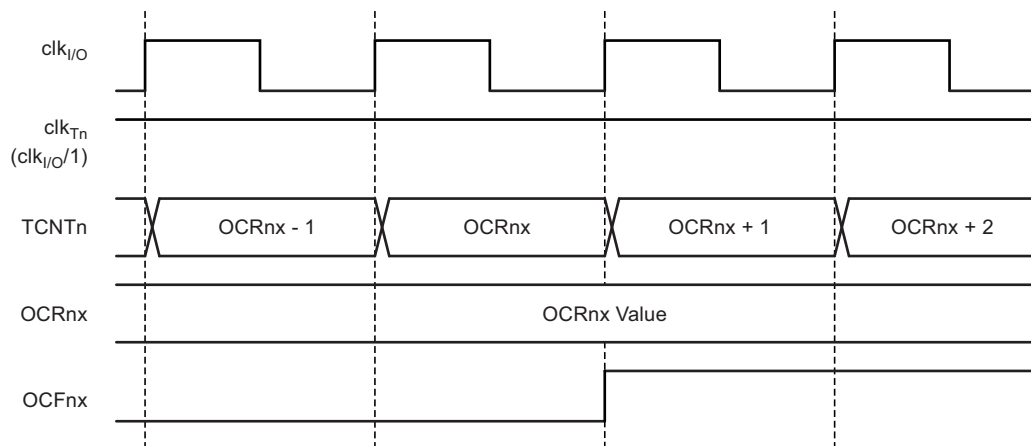 clkI/O
clkTn
(clkI/O/1)
TCNTn OCRnx - 1 OCRnx OCRnx + 1 OCRnx + 2
OCRnx OCRnx Value
OCFnx